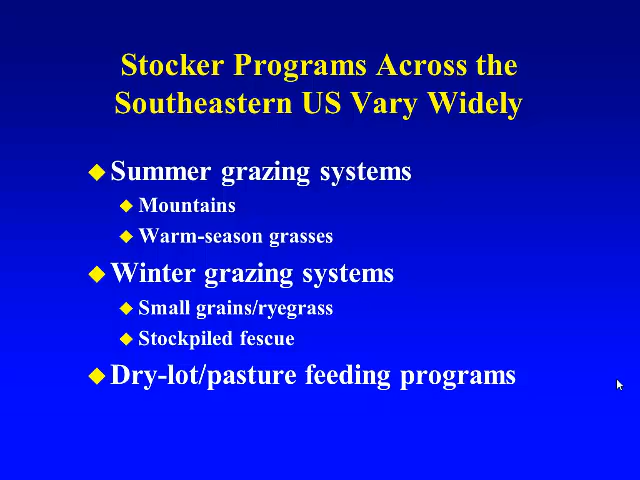 Stocker Programs Across the
Southeastern US Vary Widely
Summer grazing systems
Mountains
Warm-season grasses
Winter grazing systems
Small grains/ryegrass
Stockpiled fescue
Dry-lot/pasture feeding programs